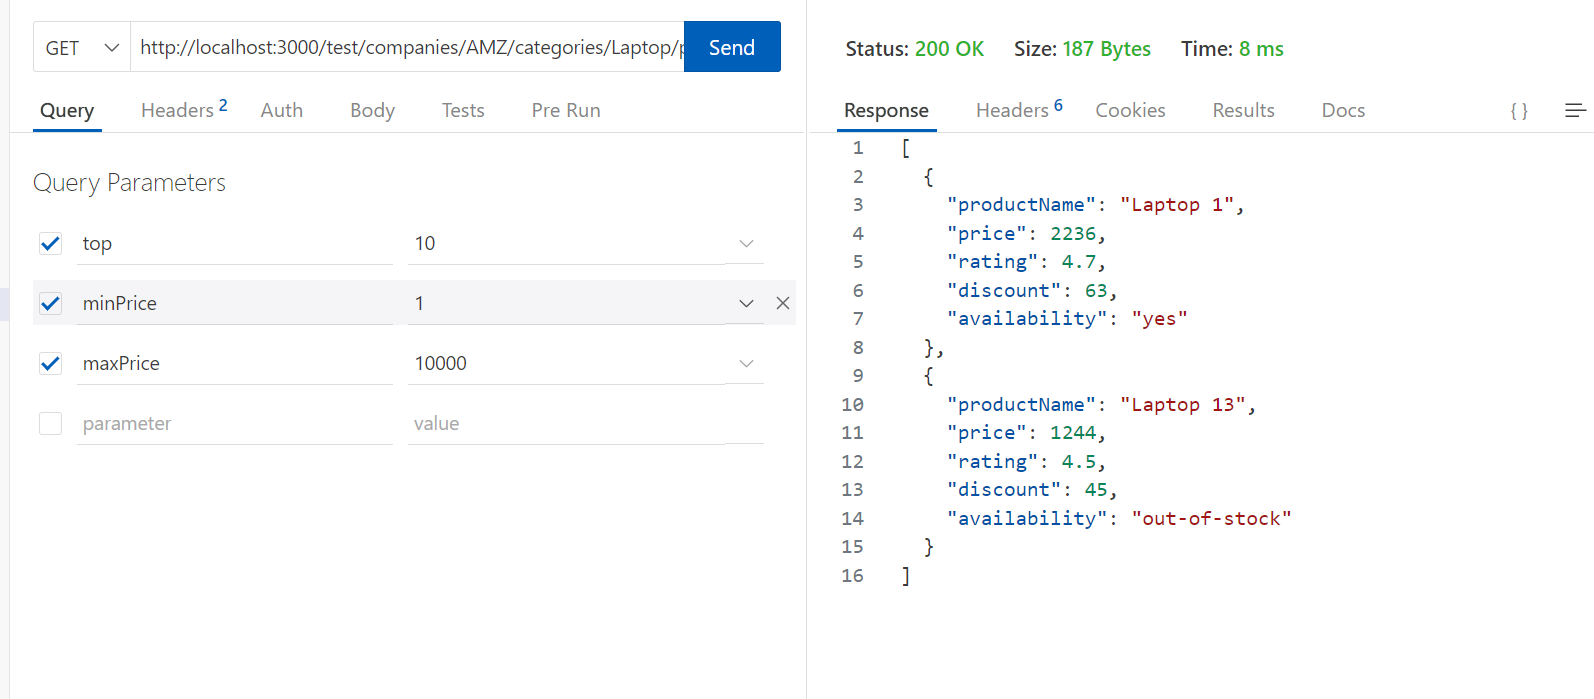 GET http://localhost:3000/test/companies/AMZ/categories/Laptop/p Send
Query Headers 2 Auth Body Tests Pre Run
Query Parameters
top 10
minPrice 1
maxPrice 10000
parameter value
Status: 200 OK Size: 187 Bytes Time: 8 ms
Response Headers 6 Cookies Results Docs { }
1 [
2 {
3 "productName": "Laptop 1",
4 "price": 2236,
5 "rating": 4.7,
6 "discount": 63,
7 "availability": "yes"
8 },
9 {
10 "productName": "Laptop 13",
11 "price": 1244,
12 "rating": 4.5,
13 "discount": 45,
14 "availability": "out-of-stock"
15 }
16 ]